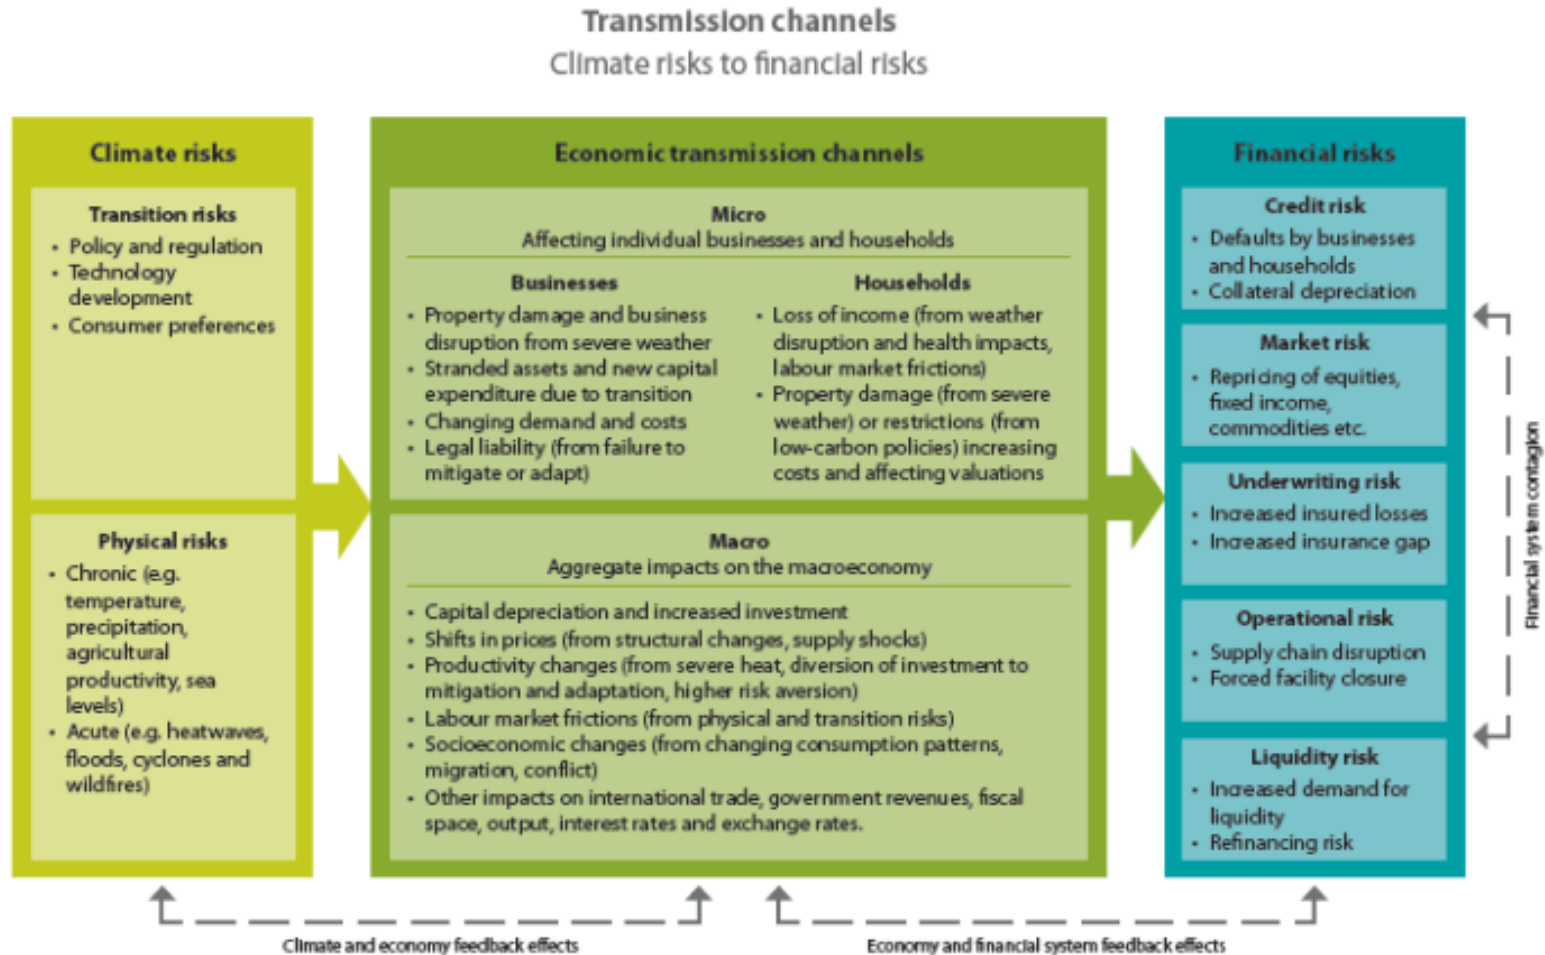 Transmission channels
Climate risks to financial risks
Climate risks
Transition risks
• Policy and regulation
• Technology
development
• Consumer preferences
Physical risks
• Chronic (e.g.
temperature,
precipitation,
agricultural
productivity, sea
levels)
• Acute (e.g. heatwaves,
floods, cyclones and
wildfires)
Economic transmission channels
Micro
Affecting individual businesses and households
Businesses
• Property damage and business
disruption from severe weather
• Stranded assets and new capital
expenditure due to transition
• Changing demand and costs
• Legal liability (from failure to
mitigate or adapt)
Households
• Loss of income (from weather
disruption and health impacts,
labour market frictions)
• Property damage (from severe
weather) or restrictions (from
low-carbon policies) increasing
costs and affecting valuations
Macro
Aggregate impacts on the macroeconomy
• Capital depreciation and increased investment
• Shifts in prices (from structural changes, supply shocks)
• Productivity changes (from severe heat, diversion of investment to
mitigation and adaptation, higher risk aversion)
• Labour market frictions (from physical and transition risks)
• Socioeconomic changes (from changing consumption patterns,
migration, conflict)
• Other impacts on international trade, government revenues, fiscal
space, output, interest rates and exchange rates.
Financial risks
Credit risk
• Defaults by businesses
and households
• Collateral depreciation
Market risk
• Repricing of equities,
fixed income,
commodities etc.
Underwriting risk
• Increased insured losses
• Increased insurance gap
Operational risk
• Supply chain disruption
• Forced facility closure
Liquidity risk
• Increased demand for
liquidity
• Refinancing risk
Financial system contagion
Climate and economy feedback effects
Economy and financial system feedback effects